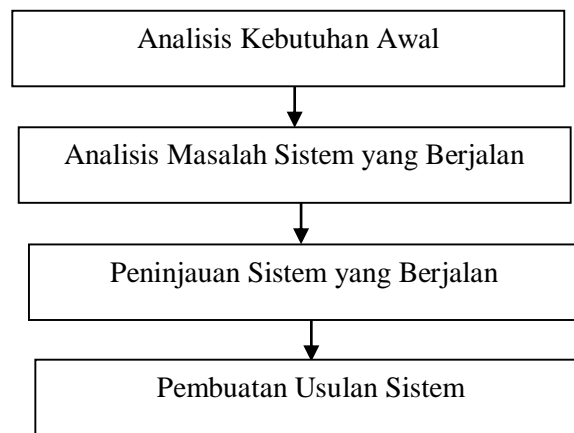 Analisis Kebutuhan Awal
Analisis Masalah Sistem yang Berjalan
Peninjauan Sistem yang Berjalan
Pembuatan Usulan Sistem